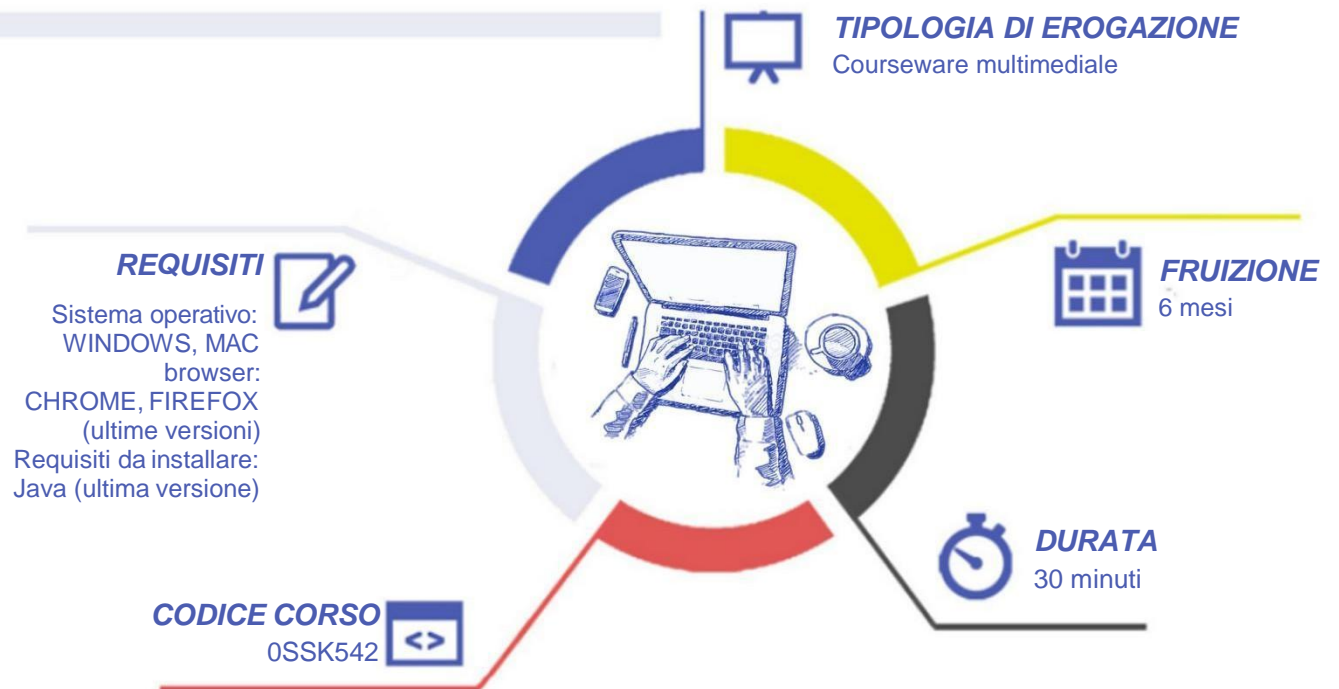 TIPOLOGIA DI EROGAZIONE
Courseware multimediale
REQUISITI
Sistema operativo:
WINDOWS, MAC
browser:
CHROME, FIREFOX
(ultime versioni)
Requisiti da installare:
Java (ultima versione)
FRUIZIONE
6 mesi
DURATA
30 minuti
CODICE CORSO
0SSK542
<>